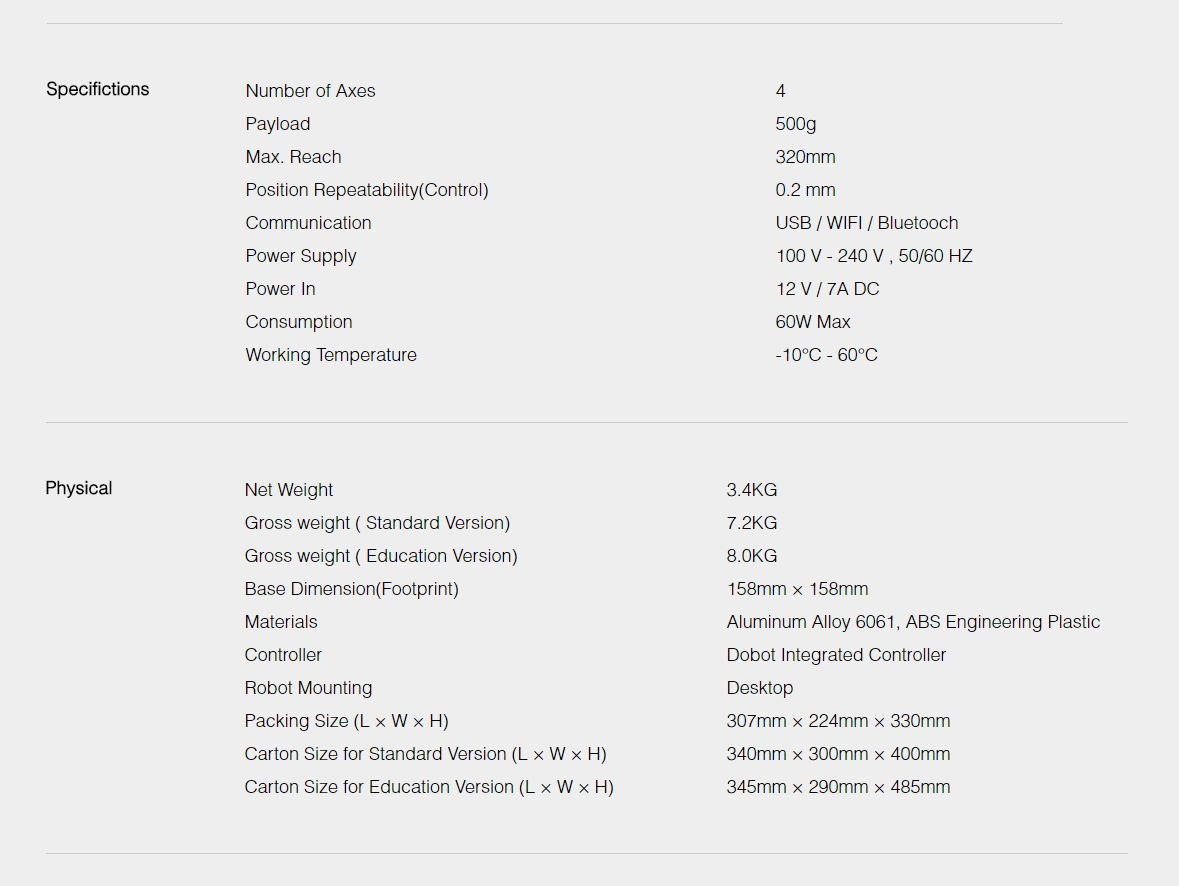 Specifictions
Number of Axes 4
Payload 500g
Max. Reach 320mm
Position Repeatability(Control) 0.2 mm
Communication USB / WIFI / Bluetooch
Power Supply 100 V - 240 V , 50/60 HZ
Power In 12 V / 7A DC
Consumption 60W Max
Working Temperature -10°C - 60°C
Physical
Net Weight 3.4KG
Gross weight ( Standard Version) 7.2KG
Gross weight ( Education Version) 8.0KG
Base Dimension(Footprint) 158mm × 158mm
Materials Aluminum Alloy 6061, ABS Engineering Plastic
Controller Dobot Integrated Controller
Robot Mounting Desktop
Packing Size (L × W × H) 307mm × 224mm × 330mm
Carton Size for Standard Version (L × W × H) 340mm × 300mm × 400mm
Carton Size for Education Version (L × W × H) 345mm × 290mm × 485mm